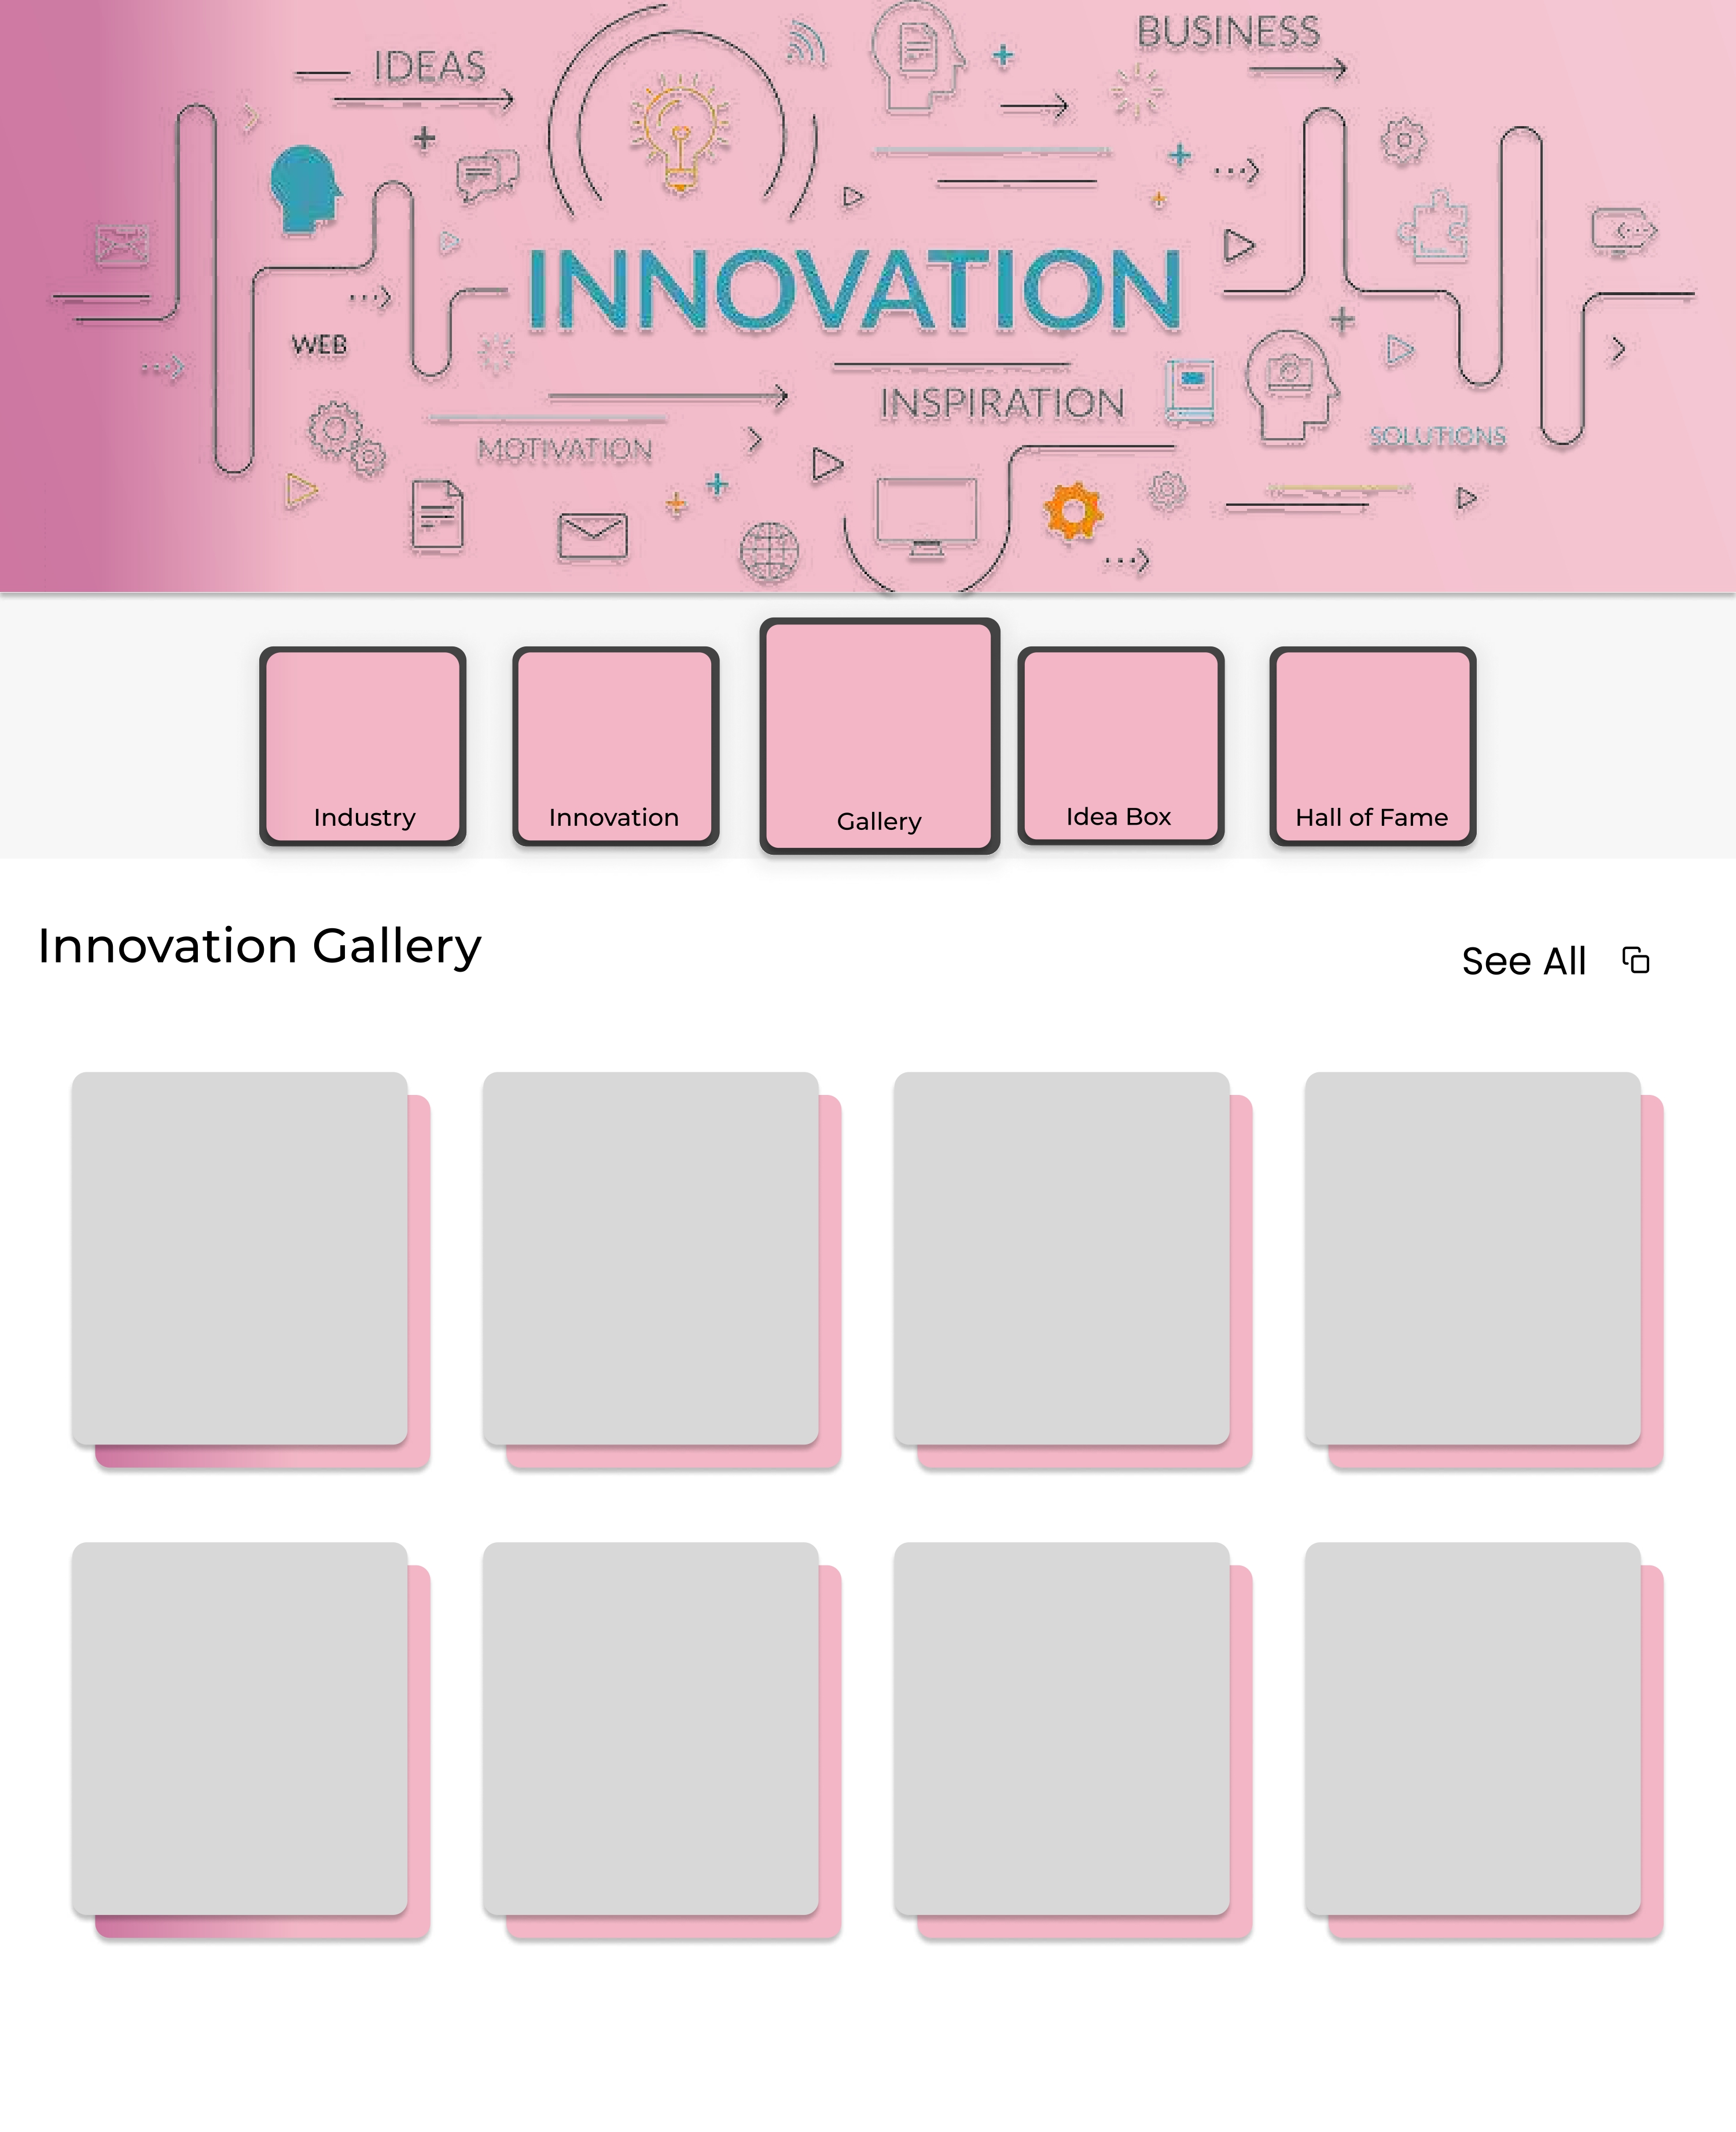 IDEAS
BUSINESS
INNOVATION
WEB
INSPIRATION
MOTIVATION
SOLUTIONS
Industry
Innovation
Gallery
Idea Box
Hall of Fame
Innovation Gallery
See All